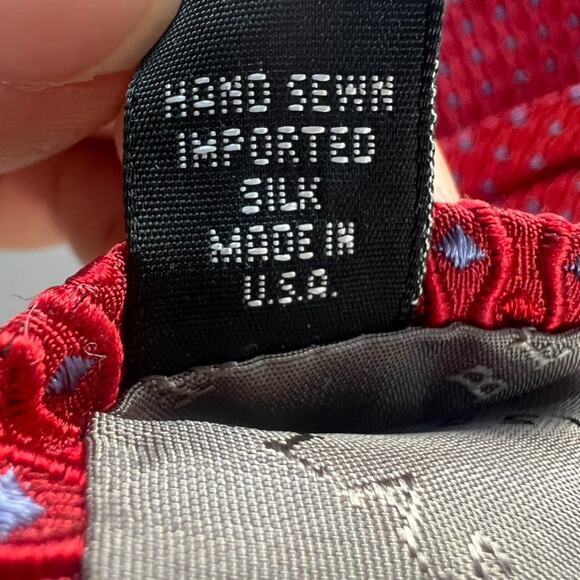 HAND SEWN
IMPORTED
SILK
MADE IN
U.S.A.